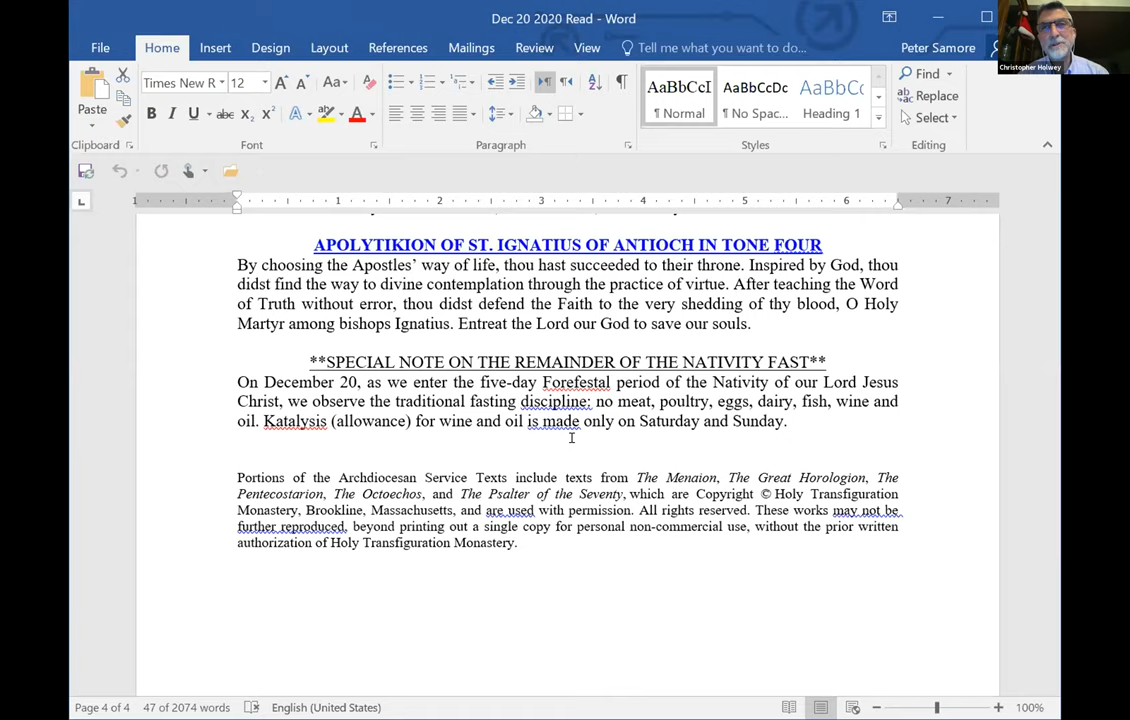 Dec 20 2020 Read - Word
Christopher Holwey
File Home Insert Design Layout References Mailings Review View Tell me what you want to do... Peter Samore
Times New R 12 Aa
AaBbCcI AaBbCcDc AaBbC
Find
Replace
Select
Paste
B I U abc X₂ X² A A
¶ Normal ¶ No Spac... Heading 1
Clipboard Font Paragraph Styles Editing
1 1 2 3 4 5 6 7
APOLYTIKION OF ST. IGNATIUS OF ANTIOCH IN TONE FOUR
By choosing the Apostles’ way of life, thou hast succeeded to their throne. Inspired by God, thou
didst find the way to divine contemplation through the practice of virtue. After teaching the Word
of Truth without error, thou didst defend the Faith to the very shedding of thy blood, O Holy
Martyr among bishops Ignatius. Entreat the Lord our God to save our souls.
**SPECIAL NOTE ON THE REMAINDER OF THE NATIVITY FAST**
On December 20, as we enter the five-day Forefestal period of the Nativity of our Lord Jesus
Christ, we observe the traditional fasting discipline: no meat, poultry, eggs, dairy, fish, wine and
oil. Katalysis (allowance) for wine and oil is made only on Saturday and Sunday.
Portions of the Archdiocesan Service Texts include texts from The Menaion, The Great Horologion, The
Pentecostarion, The Octoechos, and The Psalter of the Seventy, which are Copyright © Holy Transfiguration
Monastery, Brookline, Massachusetts, and are used with permission. All rights reserved. These works may not be
further reproduced, beyond printing out a single copy for personal non-commercial use, without the prior written
authorization of Holy Transfiguration Monastery.
Page 4 of 4 47 of 2074 words English (United States) 100%